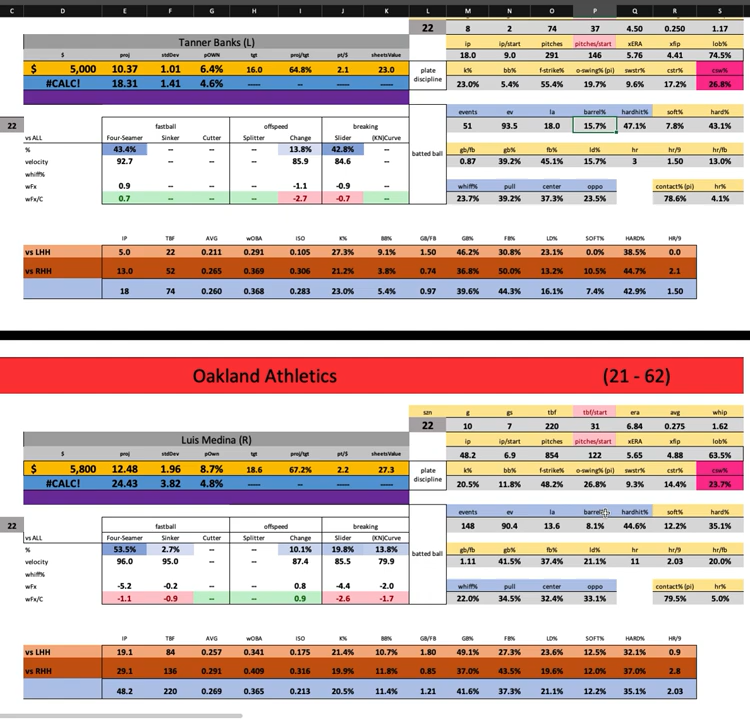 C D E F G H I J K L M N O P Q R S
22 8 2 74 37 4.50 0.250 1.17
Tanner Banks (L) ip ip/start pitches pitches/start xERA xfip lob%
18.0 9.0 291 146 5.76 4.41 74.5%
$ proj stdDev pOWN tgt proj/tgt pt/$ sheetsValue
$ 5,000 10.37 1.01 6.4% 16.0 64.8% 2.1 23.0 plate discipline k% bb% f-strike% o-swing% (pi) swstr% cstr% csw%
#CALC! 18.31 1.41 4.6% ---- -- ---- ---- 23.0% 5.4% 55.4% 19.7% 9.6% 17.2% 26.8%
events ev la barrel% hardhit% soft% hard%
22 fastball offspeed breaking 51 93.5 18.0 15.7% 47.1% 7.8% 43.1%
vs ALL Four-Seamer Sinker Cutter Splitter Change Slider (KN)Curve
% 43.4% -- -- -- 13.8% 42.8% -- batted ball gb/fb gb% fb% ld% hr hr/9 hr/fb
velocity 92.7 -- -- -- 85.9 84.6 -- 0.87 39.2% 45.1% 15.7% 3 1.50 13.0%
whiff%
wFx 0.9 -- -- -- -1.1 -0.9 -- whiff% pull center oppo contact% (pi) hr%
wFx/C 0.7 -- -- -- -2.7 -0.7 -- 23.7% 39.2% 37.3% 23.5% 78.6% 4.1%
IP TBF AVG wOBA ISO K% BB% GB/FB GB% FB% LD% SOFT% HARD% HR/9
vs LHH 5.0 22 0.211 0.291 0.105 27.3% 9.1% 1.50 46.2% 30.8% 23.1% 0.0% 38.5% 0.0
vs RHH 13.0 52 0.265 0.369 0.306 21.2% 3.8% 0.74 36.8% 50.0% 13.2% 10.5% 44.7% 2.1
18 74 0.260 0.368 0.283 23.0% 5.4% 0.97 39.6% 44.3% 16.1% 7.4% 42.9% 1.50
Oakland Athletics (21 - 62)
szn g gs tbf tbf/start era avg whip
22 10 7 220 31 6.84 0.275 1.62
Luis Medina (R) ip ip/start pitches pitches/start xERA xfip lob%
$ proj stdDev pOwn tgt proj/tgt pt/$ sheetsValue 48.2 6.9 854 122 5.65 4.88 63.5%
$ 5,800 12.48 1.96 8.7% 18.6 67.2% 2.2 27.3 plate discipline k% bb% f-strike% o-swing% (pi) swstr% cstr% csw%
#CALC! 24.43 3.82 4.8% ---- -- ---- ---- 20.5% 11.8% 48.2% 26.8% 9.3% 14.4% 23.7%
events ev la barrel% hardhit% soft% hard%
22 fastball offspeed breaking 148 90.4 13.6 8.1% 44.6% 12.2% 35.1%
vs ALL Four-Seamer Sinker Cutter Splitter Change Slider (KN)Curve
% 53.5% 2.7% -- -- 10.1% 19.8% 13.8% batted ball gb/fb gb% fb% ld% hr hr/9 hr/fb
velocity 96.0 95.0 -- -- 87.4 85.5 79.9 1.11 41.5% 37.4% 21.1% 11 2.03 20.0%
whiff%
wFx -5.2 -0.2 -- -- 0.8 -4.4 -2.0 whiff% pull center oppo contact% (pi) hr%
wFx/C -1.1 -0.9 -- -- 0.9 -2.6 -1.7 22.0% 34.5% 32.4% 33.1% 79.5% 5.0%
IP TBF AVG wOBA ISO K% BB% GB/FB GB% FB% LD% SOFT% HARD% HR/9
vs LHH 19.1 84 0.257 0.341 0.175 21.4% 10.7% 1.80 49.1% 27.3% 23.6% 12.5% 32.1% 0.9
vs RHH 29.1 136 0.291 0.409 0.316 19.9% 11.8% 0.85 37.0% 43.5% 19.6% 12.0% 37.0% 2.8
48.2 220 0.269 0.365 0.213 20.5% 11.4% 1.21 41.6% 37.3% 21.1% 12.2% 35.1% 2.03